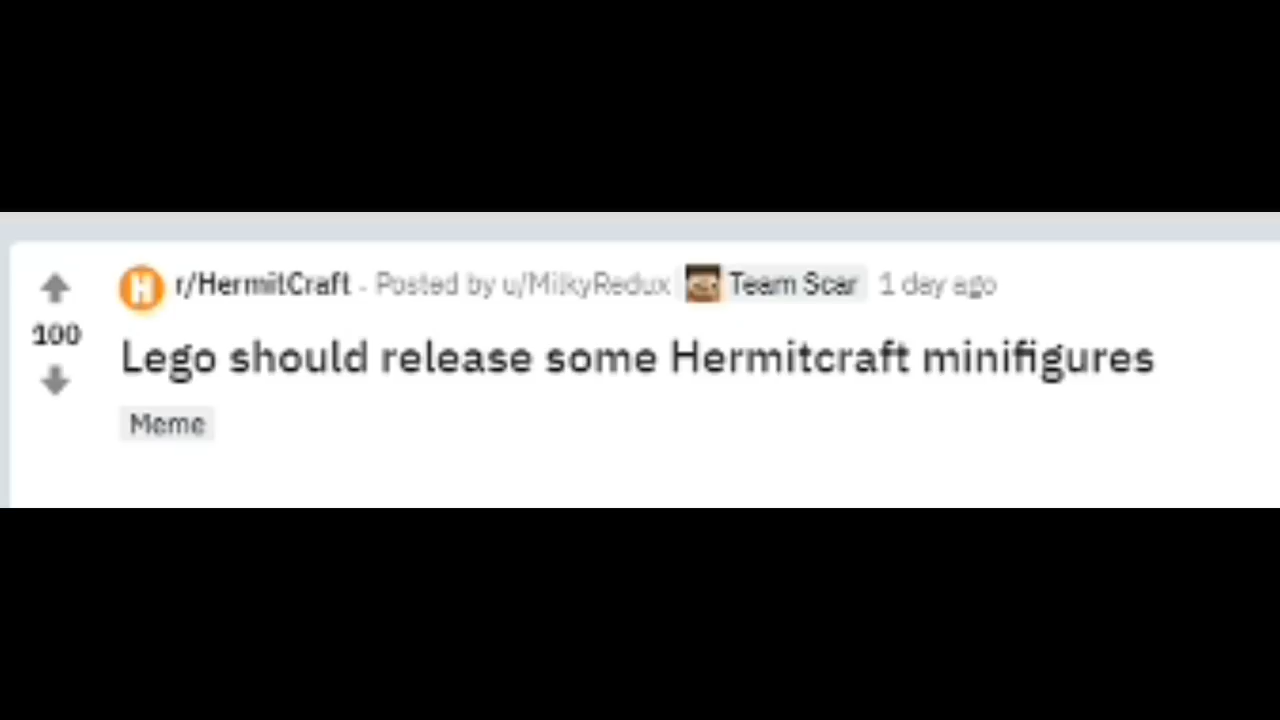 r/HermitCraft · Posted by u/MilkyRedux Team Scar 1 day ago
100
Lego should release some Hermitcraft minifigures
Meme